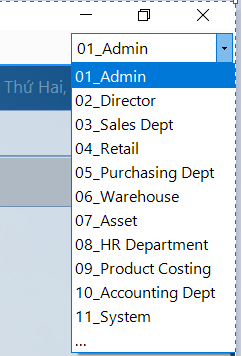 01_Admin
Thứ Hai,
01_Admin
02_Director
03_Sales Dept
04_Retail
05_Purchasing Dept
06_Warehouse
07_Asset
08_HR Department
09_Product Costing
10_Accounting Dept
11_System
...